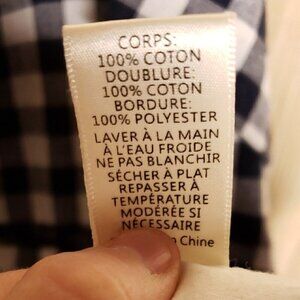 CORPS:
100% COTON
DOUBLURE:
100% COTON
BORDURE:
100% POLYESTER
LAVER À LA MAIN
À L'EAU FROIDE
NE PAS BLANCHIR
SÉCHER À PLAT
REPASSER À
TEMPÉRATURE
MODÉRÉE SI
NÉCESSAIRE
Chine